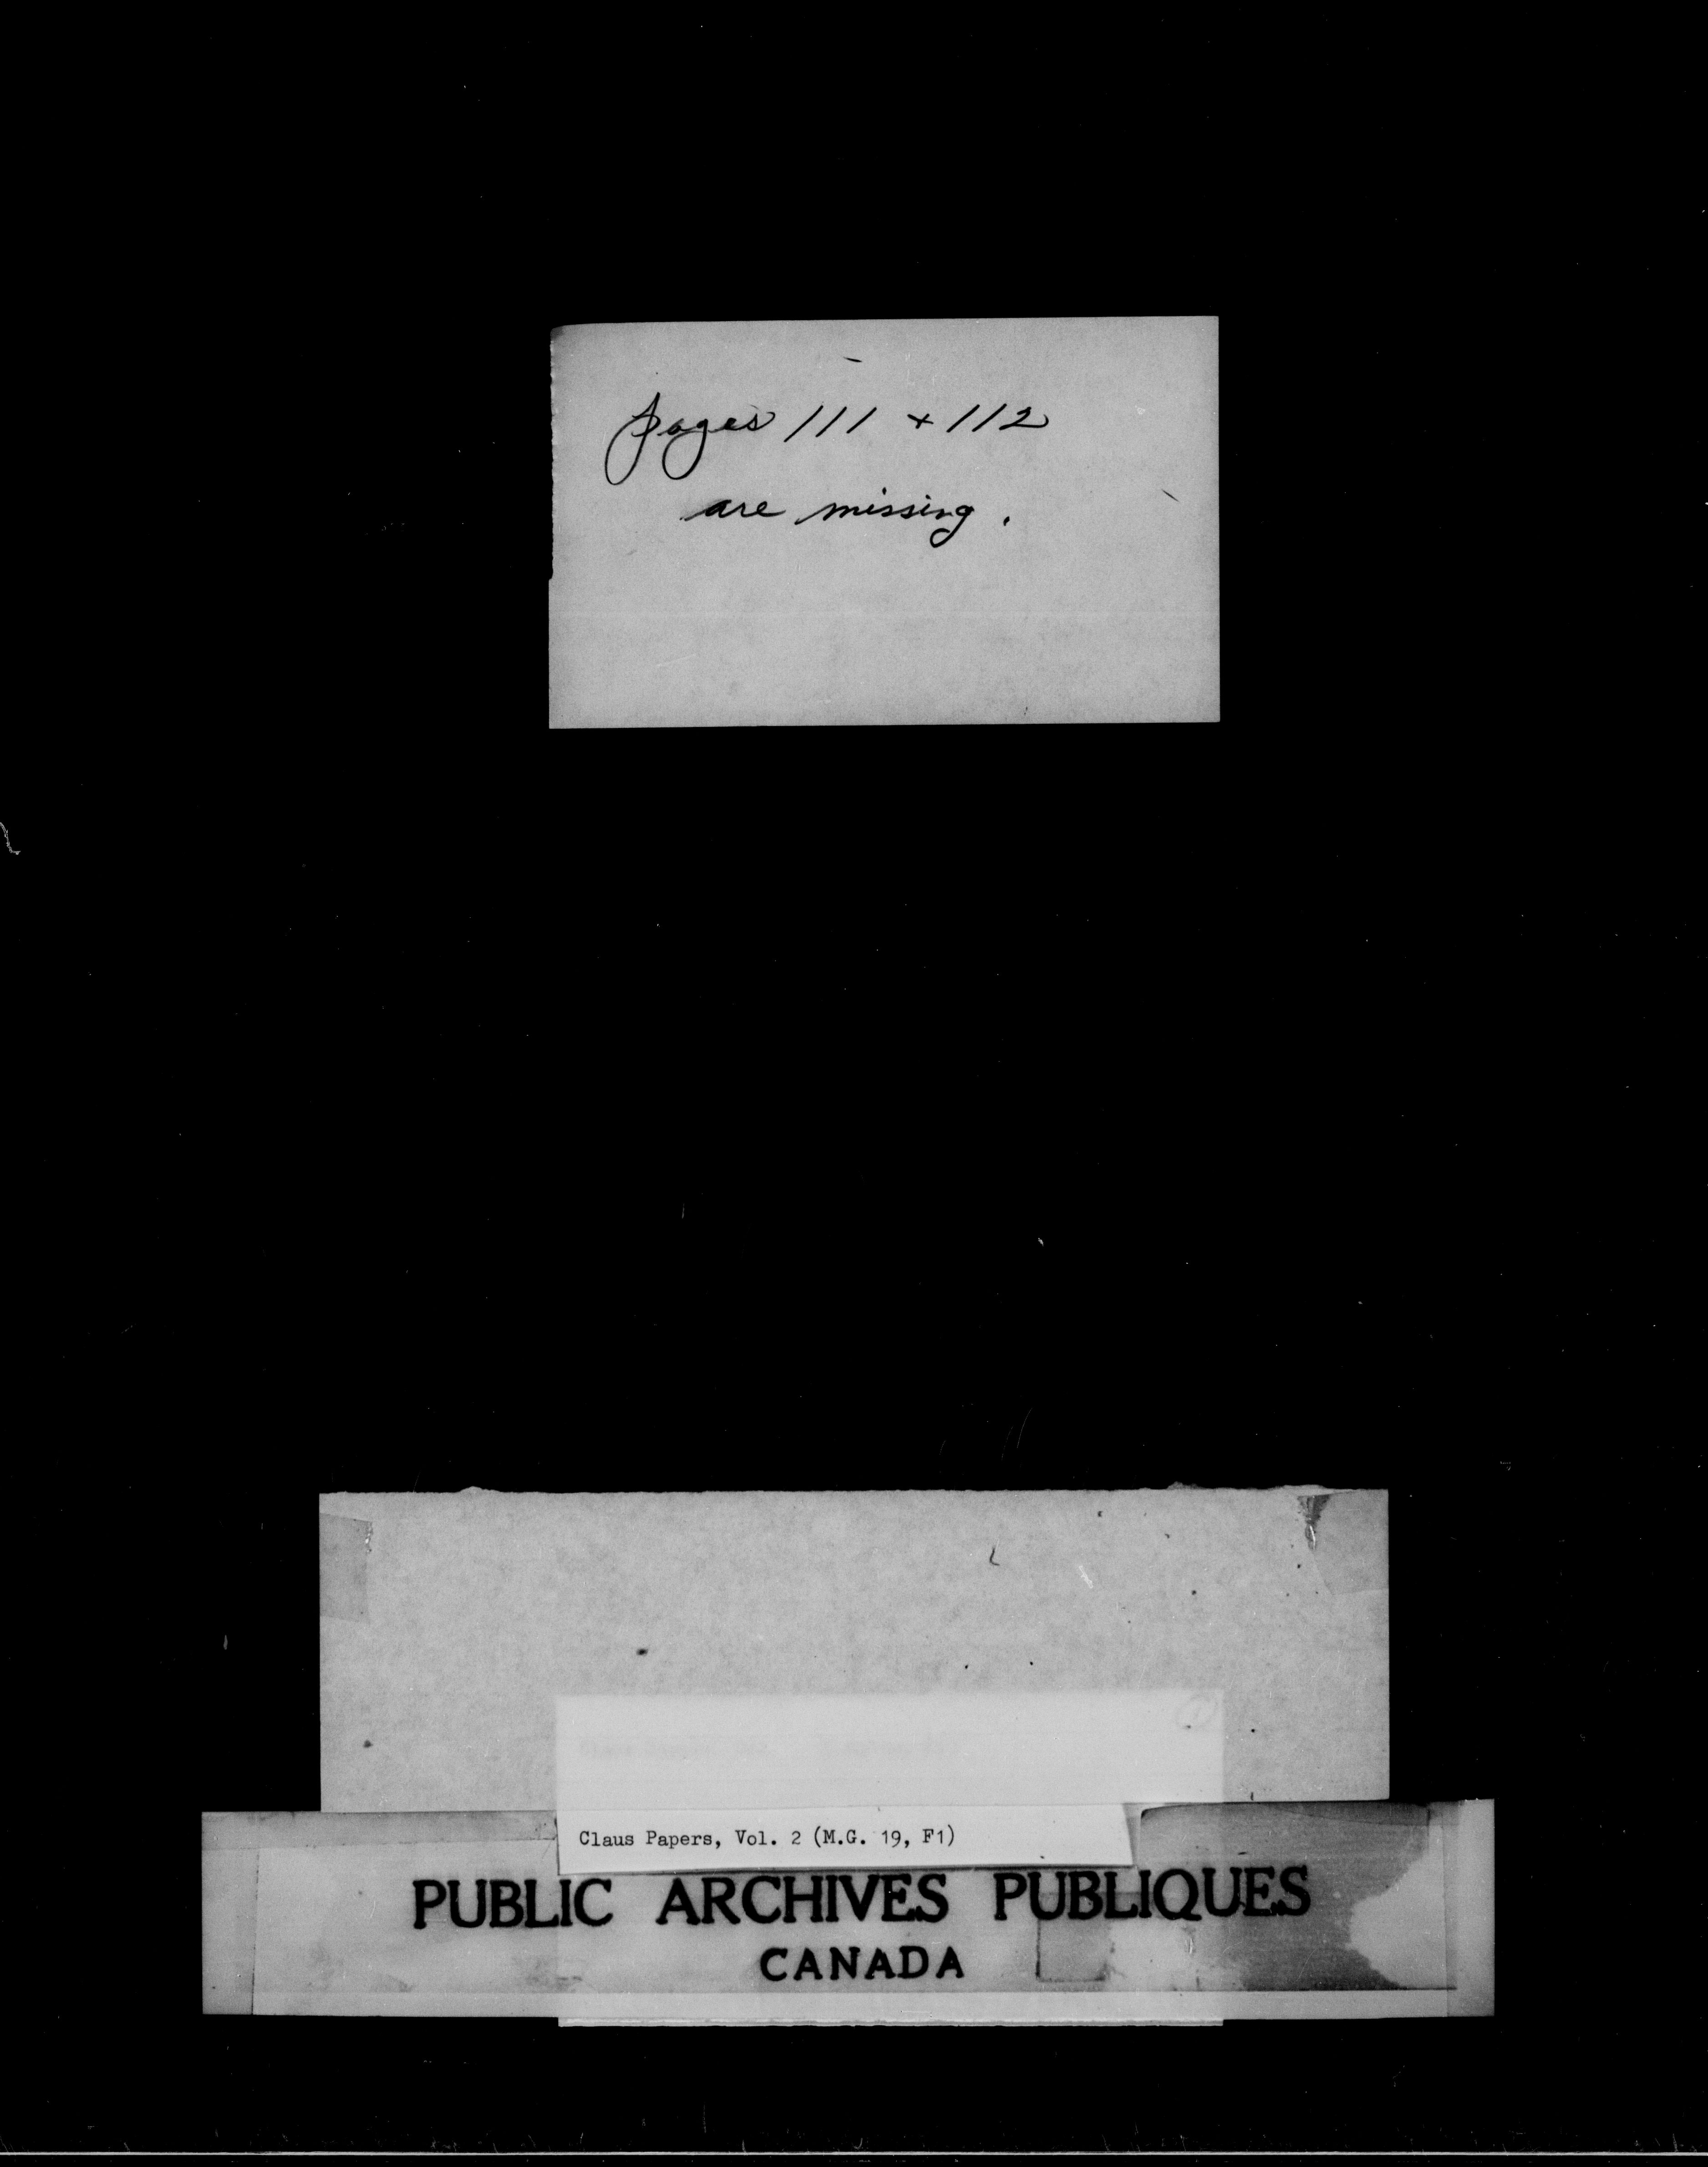 pages 111 + 112
are missing.
Claus Papers, Vol. 2 (M.G. 19, F1)
PUBLIC ARCHIVES PUBLIQUES
CANADA